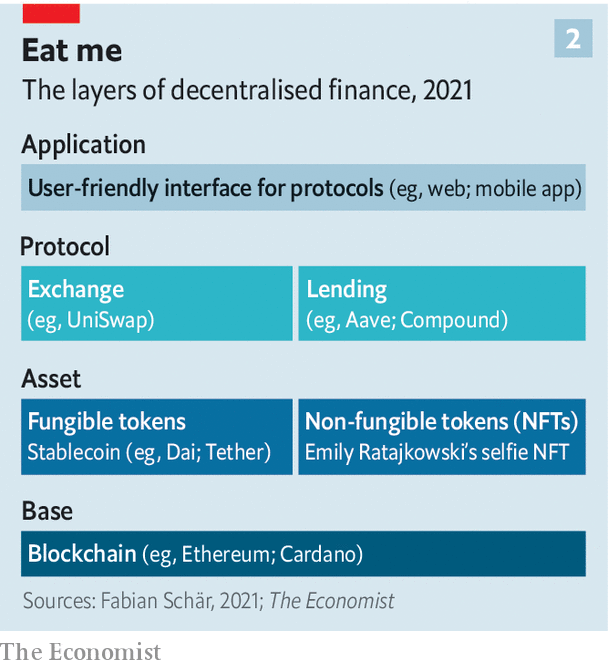 Eat me
2
The layers of decentralised finance, 2021
Application
User-friendly interface for protocols (eg, web; mobile app)
Protocol
Exchange
(eg, UniSwap)
Lending
(eg, Aave; Compound)
Asset
Fungible tokens
Stablecoin (eg, Dai; Tether)
Non-fungible tokens (NFTs)
Emily Ratajkowski's selfie NFT
Base
Blockchain (eg, Ethereum; Cardano)
Sources: Fabian Schär, 2021; The Economist
The Economist